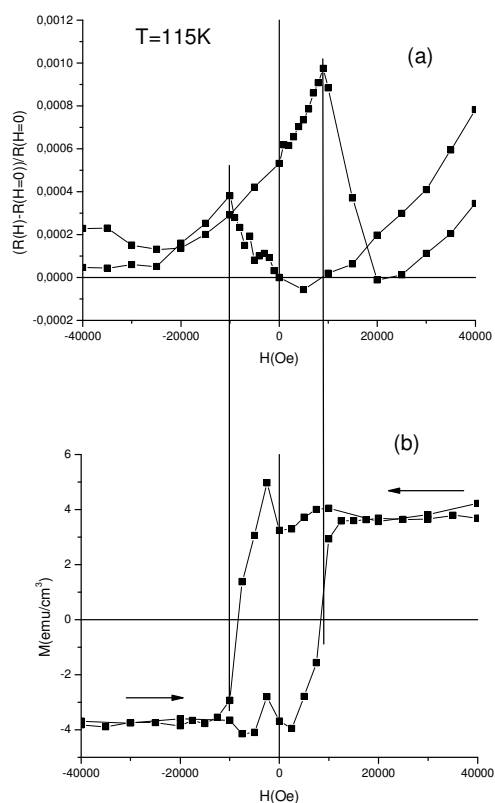 T=115K
(a)
0,0012
0,0010
0,0008
0,0006
0,0004
0,0002
0,0000
-0,0002
(R(H)-R(H=0))/R(H=0)
-40000 -20000 0 20000 40000
H(Oe)
(b)
6
4
2
0
-2
-4
M(emu/cm³)
-40000 -20000 0 20000 40000
H(Oe)